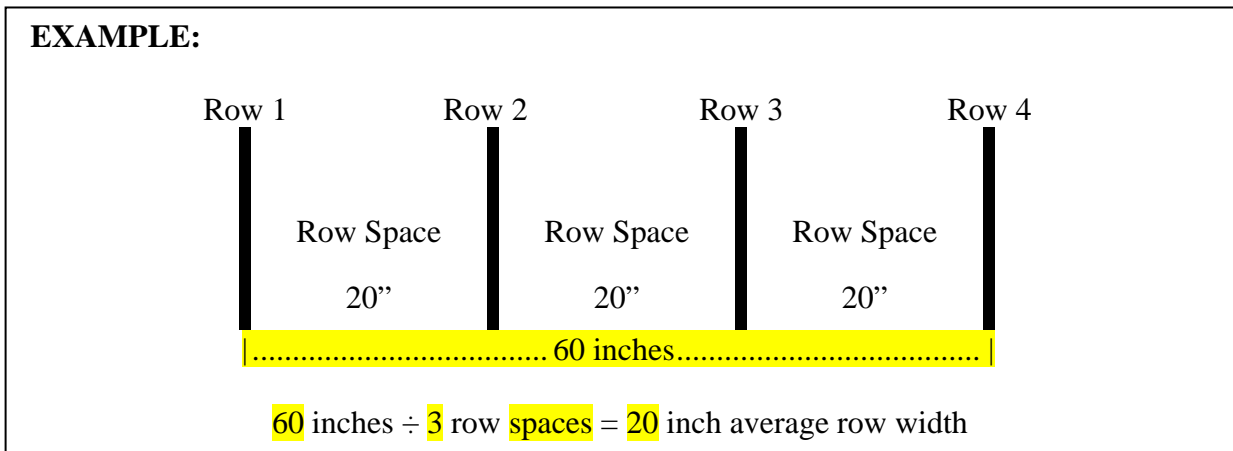 EXAMPLE:
Row 1 Row 2 Row 3 Row 4
Row Space Row Space Row Space
20” 20” 20”
|..................................... 60 inches...................................... |
60 inches ÷ 3 row spaces = 20 inch average row width